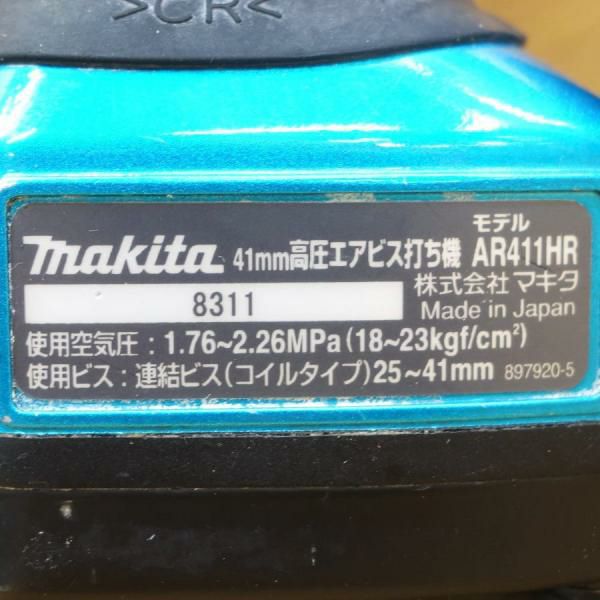 >CR<
makita 41mm高圧エアビス打ち機 モデル AR411HR
8311
株式会社マキタ
Made in Japan
使用空気圧：1.76~2.26MPa(18~23kgf/cm²)
使用ビス：連結ビス(コイルタイプ)25~41mm 897920-5